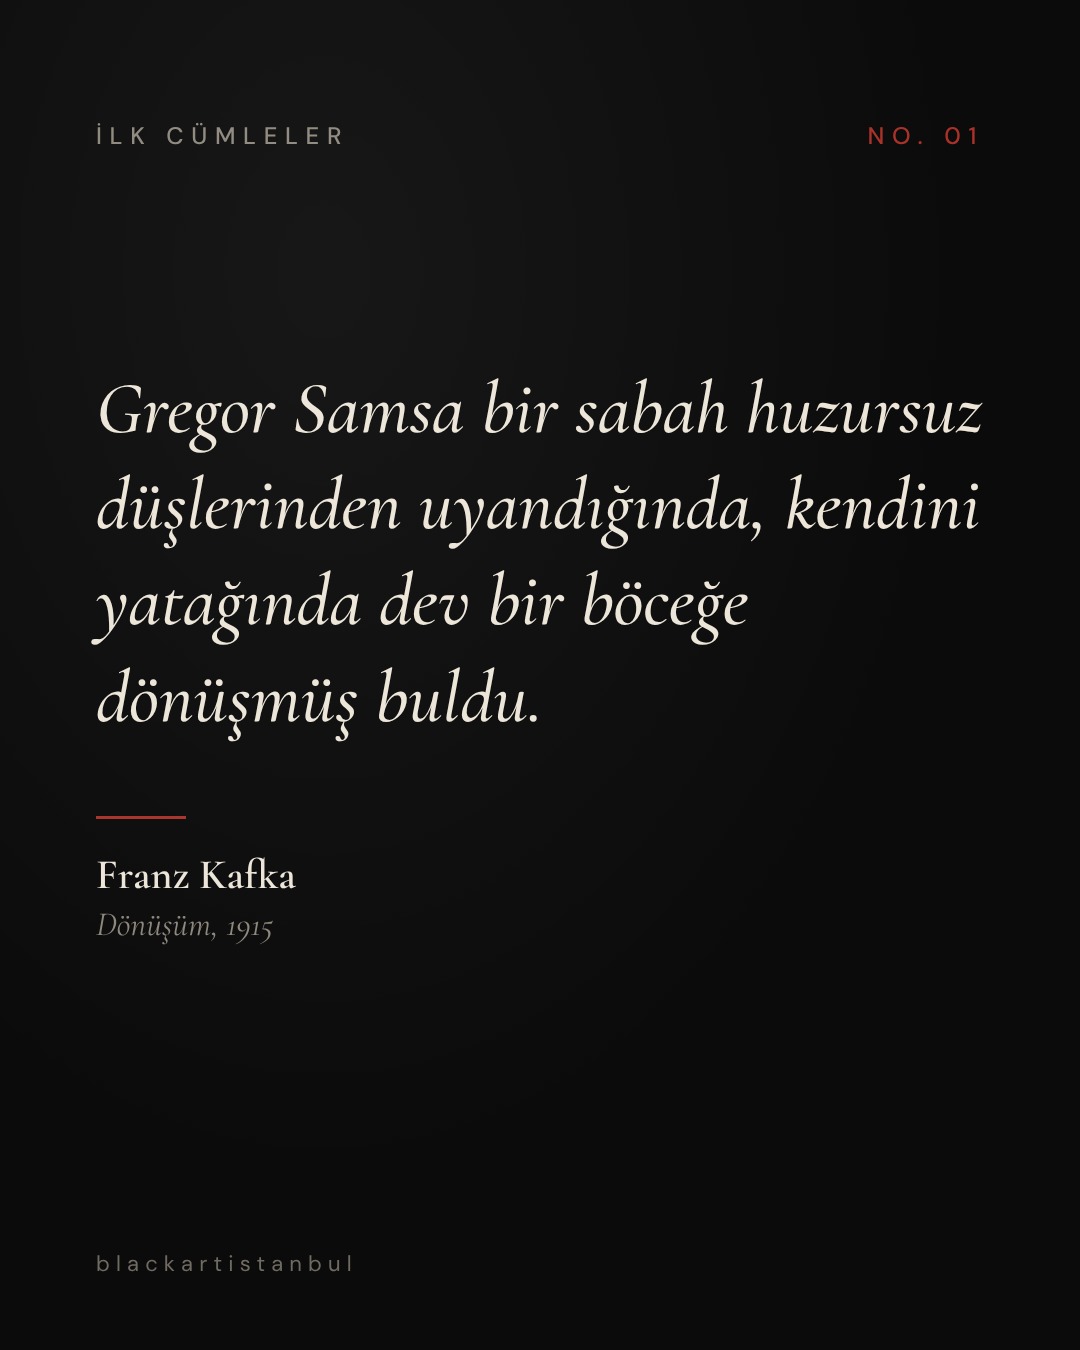 İLK CÜMLELER
NO. 01
Gregor Samsa bir sabah huzursuz
düşlerinden uyandığında, kendini
yatağında dev bir böceğe
dönüşmüş buldu.
Franz Kafka
Dönüşüm, 1915
blackartistanbul